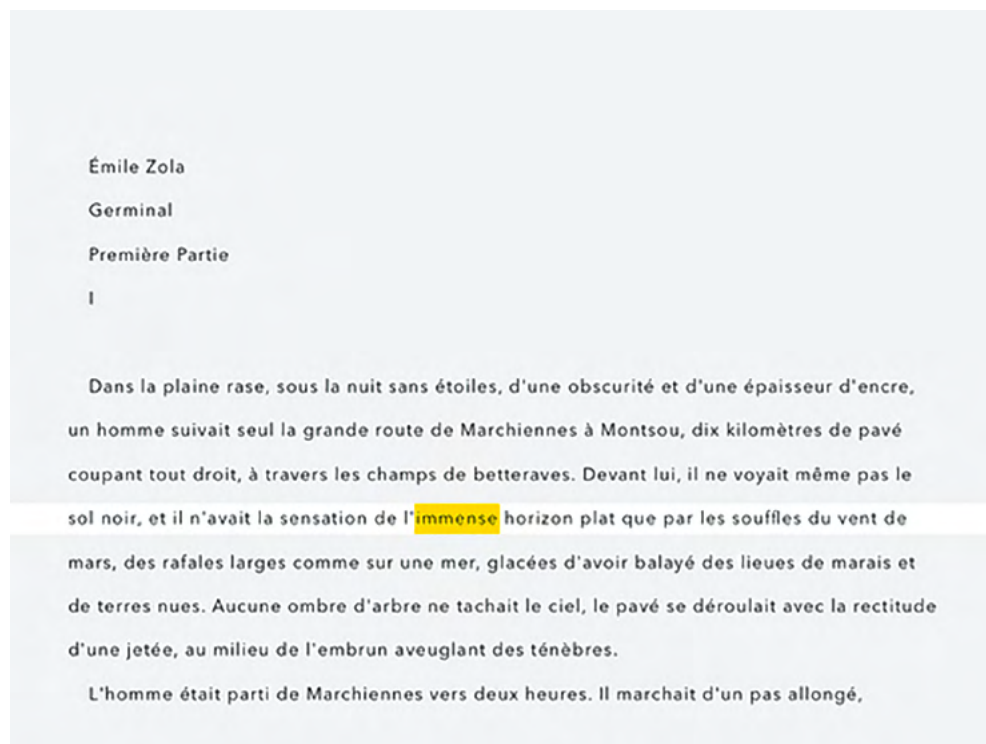 Émile Zola
Germinal
Première Partie
I
Dans la plaine rase, sous la nuit sans étoiles, d'une obscurité et d'une épaisseur d'encre,
un homme suivait seul la grande route de Marchiennes à Montsou, dix kilomètres de pavé
coupant tout droit, à travers les champs de betteraves. Devant lui, il ne voyait même pas le
sol noir, et il n'avait la sensation de l'immense horizon plat que par les souffles du vent de
mars, des rafales larges comme sur une mer, glacées d'avoir balayé des lieues de marais et
de terres nues. Aucune ombre d'arbre ne tachait le ciel, le pavé se déroulait avec la rectitude
d'une jetée, au milieu de l'embrun aveuglant des ténèbres.
L'homme était parti de Marchiennes vers deux heures. Il marchait d'un pas allongé,